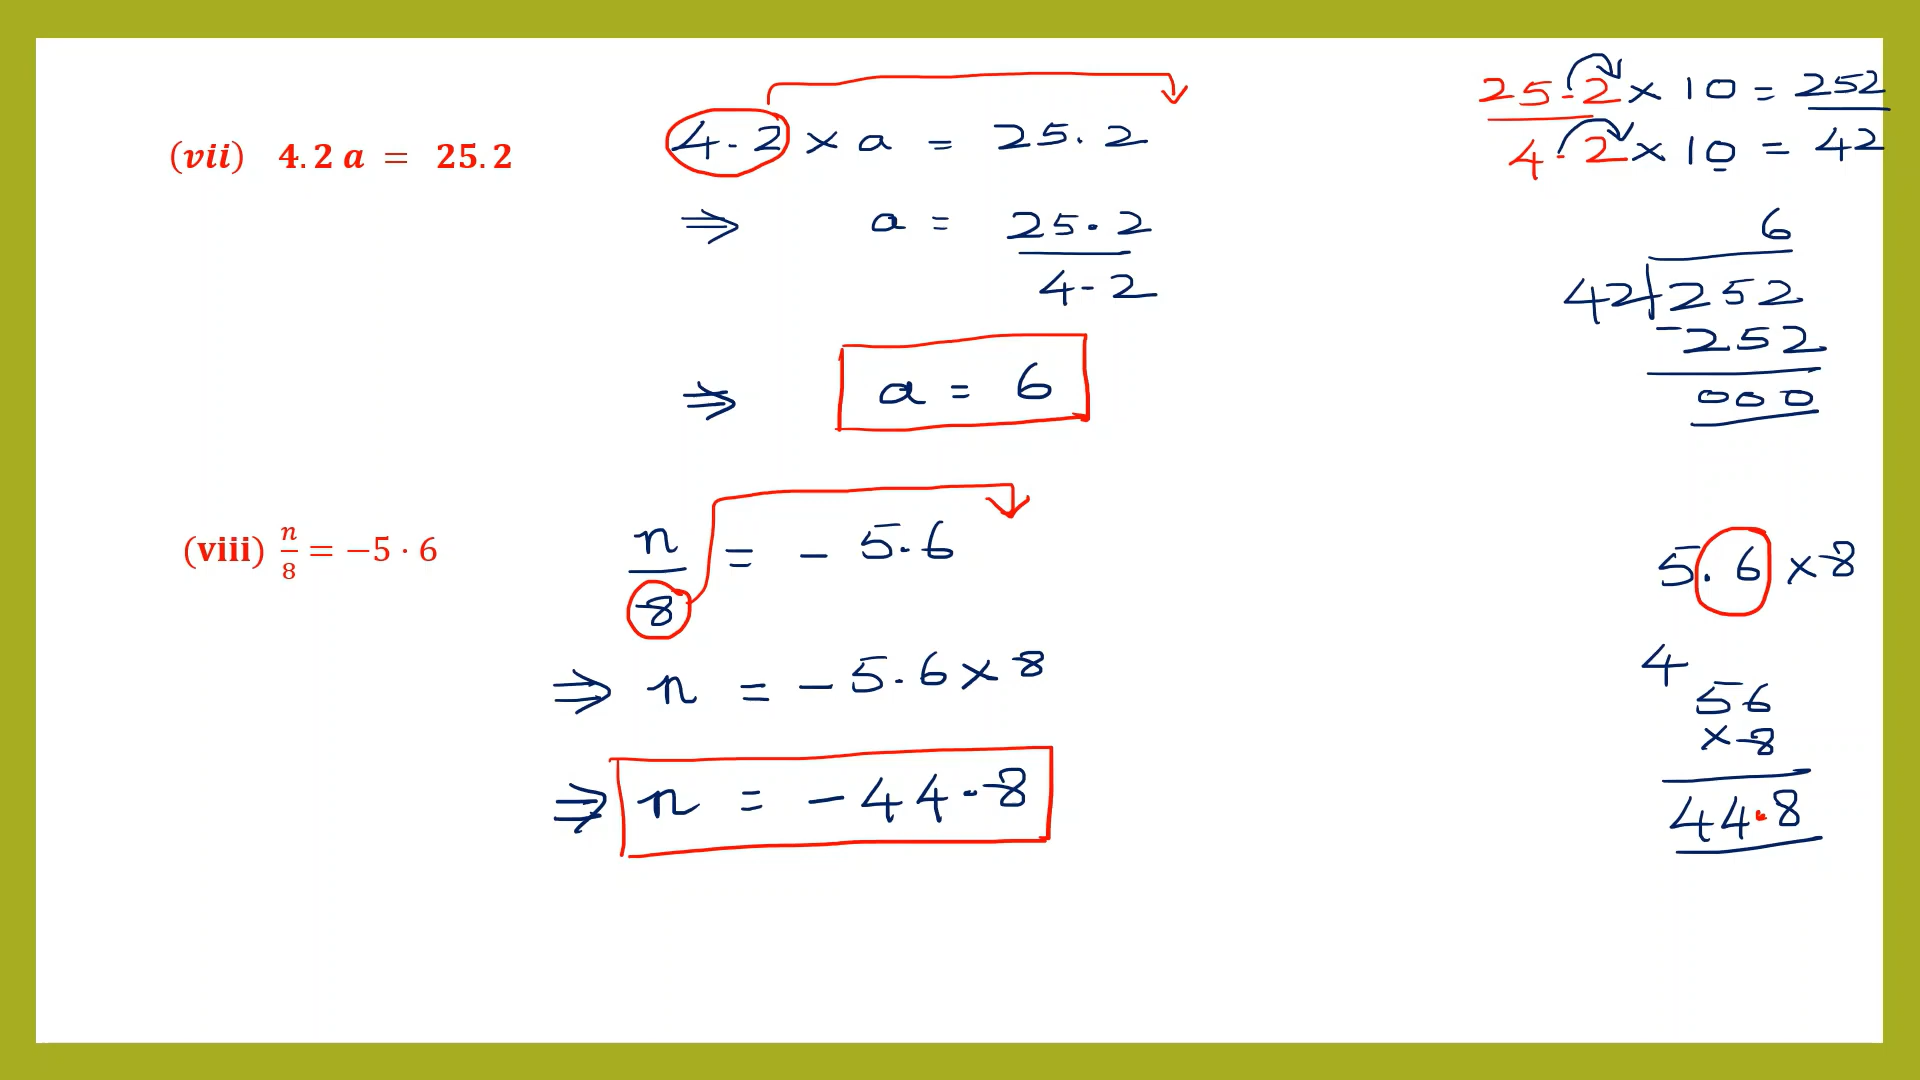 (vii) 4.2 a = 25.2
4.2 × a = 25.2
⇒ a = 25.2
4.2
⇒ a = 6
25.2 × 10 = 252
4.2 × 10 = 42
6
42 252
-252
000
(viii) n/8 = −5 · 6
n/8 = - 5.6
⇒ n = - 5.6 × 8
⇒ n = - 44.8
5.6 × 8
4
56
× 8
44.8